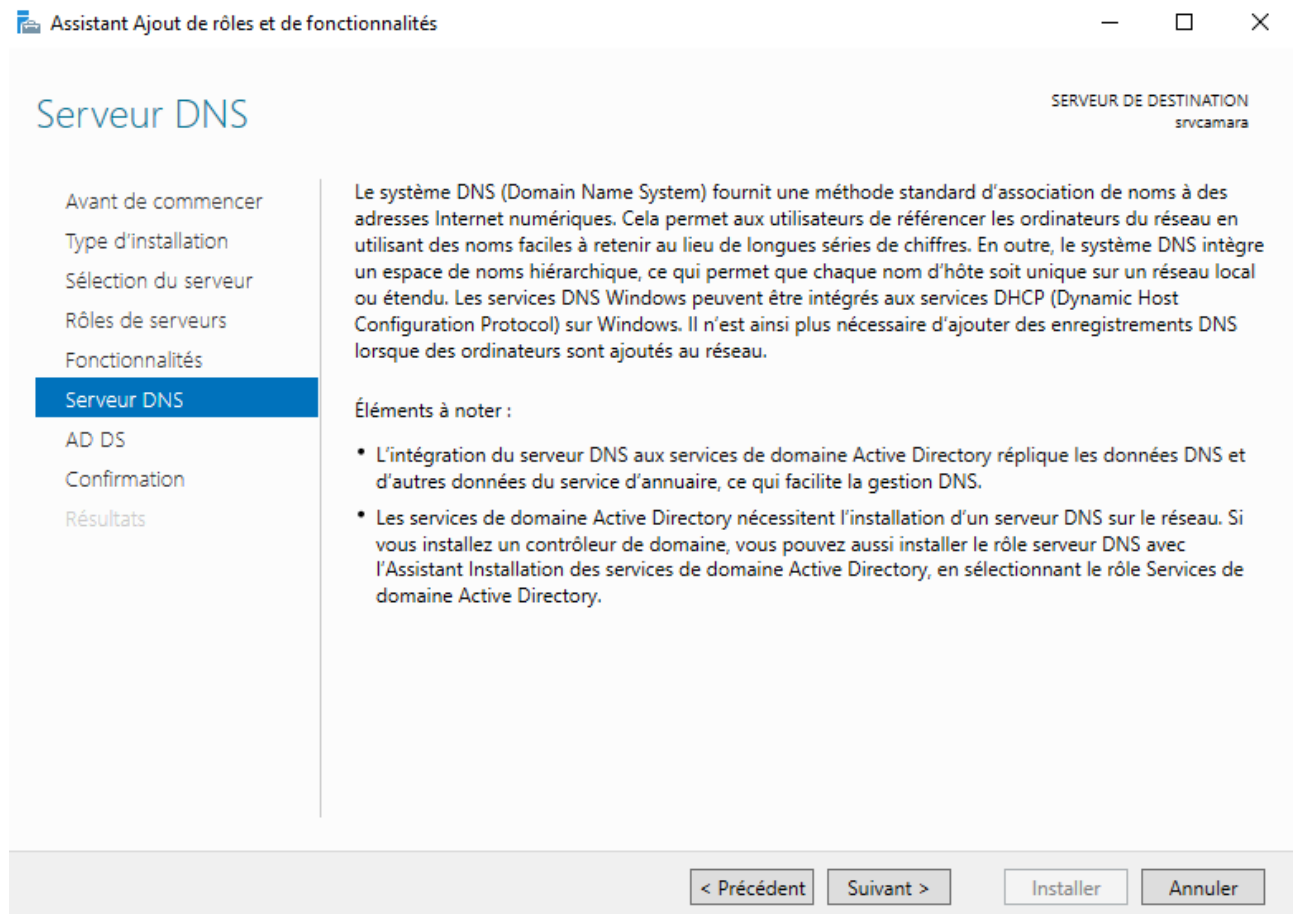 Assistant Ajout de rôles et de fonctionnalités
Serveur DNS
SERVEUR DE DESTINATION
srvcamara
Avant de commencer
Type d'installation
Sélection du serveur
Rôles de serveurs
Fonctionnalités
Serveur DNS
AD DS
Confirmation
Résultats
Le système DNS (Domain Name System) fournit une méthode standard d'association de noms à des
adresses Internet numériques. Cela permet aux utilisateurs de référencer les ordinateurs du réseau en
utilisant des noms faciles à retenir au lieu de longues séries de chiffres. En outre, le système DNS intègre
un espace de noms hiérarchique, ce qui permet que chaque nom d'hôte soit unique sur un réseau local
ou étendu. Les services DNS Windows peuvent être intégrés aux services DHCP (Dynamic Host
Configuration Protocol) sur Windows. Il n'est ainsi plus nécessaire d'ajouter des enregistrements DNS
lorsque des ordinateurs sont ajoutés au réseau.
Éléments à noter :
• L'intégration du serveur DNS aux services de domaine Active Directory réplique les données DNS et
d'autres données du service d'annuaire, ce qui facilite la gestion DNS.
• Les services de domaine Active Directory nécessitent l'installation d'un serveur DNS sur le réseau. Si
vous installez un contrôleur de domaine, vous pouvez aussi installer le rôle serveur DNS avec
l'Assistant Installation des services de domaine Active Directory, en sélectionnant le rôle Services de
domaine Active Directory.
< Précédent
Suivant >
Installer
Annuler